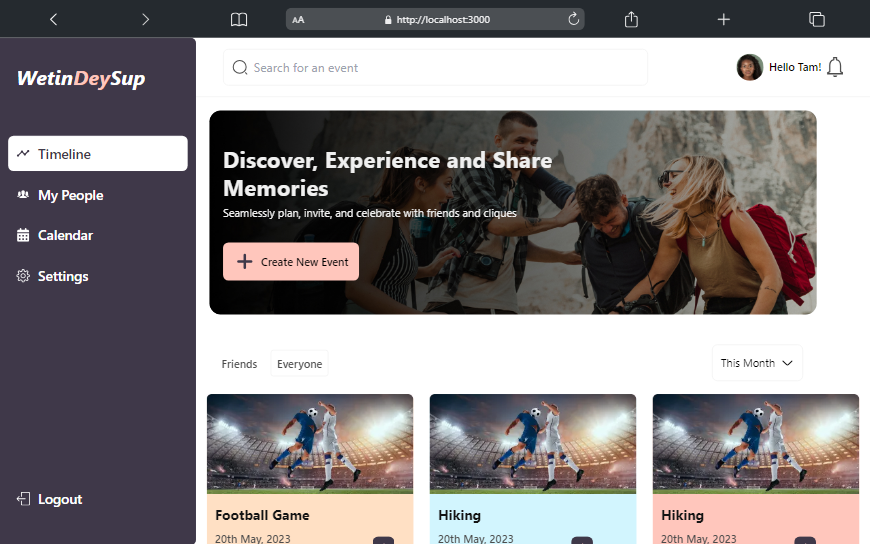 AA
http://localhost:3000
WetinDeySup
Search for an event
Hello Tam!
Timeline
My People
Calendar
Settings
Logout
Discover, Experience and Share
Memories
Seamlessly plan, invite, and celebrate with friends and cliques
Create New Event
Friends
Everyone
This Month
Football Game
20th May, 2023
Hiking
20th May, 2023
Hiking
20th May, 2023